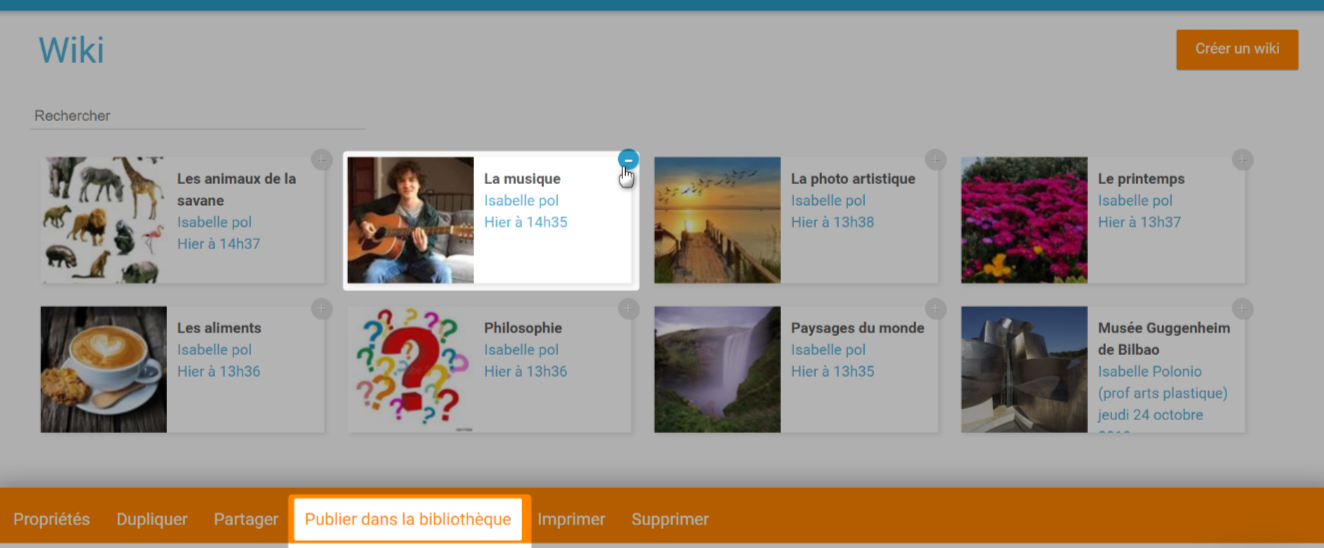 Wiki
Créer un wiki
Rechercher
Les animaux de la
savane
Isabelle pol
Hier à 14h37
La musique
Isabelle pol
Hier à 14h35
La photo artistique
Isabelle pol
Hier à 13h38
Le printemps
Isabelle pol
Hier à 13h37
Les aliments
Isabelle pol
Hier à 13h36
Philosophie
Isabelle pol
Hier à 13h36
Paysages du monde
Isabelle pol
Hier à 13h35
Musée Guggenheim
de Bilbao
Isabelle Polonio
(prof arts plastique)
jeudi 24 octobre
Propriétés Dupliquer Partager Publier dans la bibliothèque Imprimer Supprimer